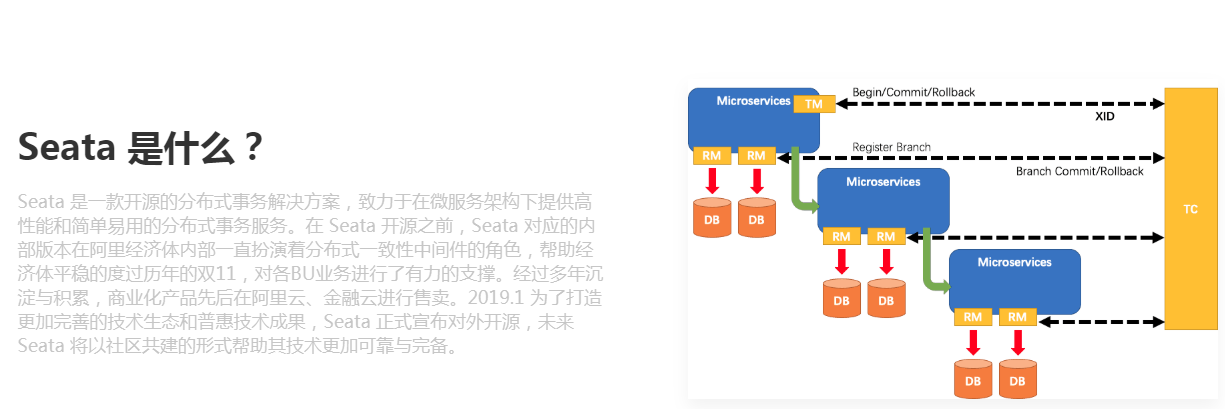 Seata 是什么？
Seata 是一款开源的分布式事务解决方案，致力于在微服务架构下提供高
性能和简单易用的分布式事务服务。在 Seata 开源之前，Seata 对应的内
部版本在阿里经济体内部一直扮演着分布式一致性中间件的角色，帮助经
济体平稳的度过历年的双11，对各BU业务进行了有力的支撑。经过多年沉
淀与积累，商业化产品先后在阿里云、金融云进行售卖。2019.1 为了打造
更加完善的技术生态和普惠技术成果，Seata 正式宣布对外开源，未来
Seata 将以社区共建的形式帮助其技术更加可靠与完备。
Microservices
TM
Begin/Commit/Rollback
XID
RM
RM
Register Branch
Branch Commit/Rollback
TC
DB
DB
Microservices
RM
RM
DB
DB
Microservices
RM
RM
DB
DB